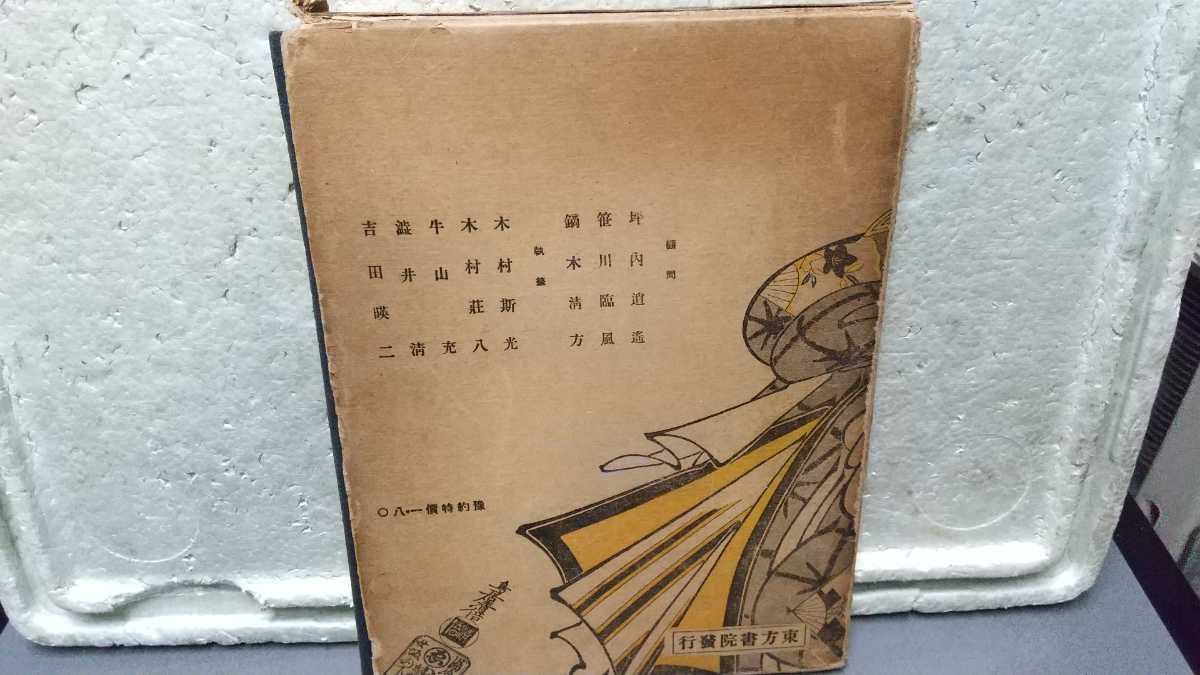 顧問
坪內逍遙
笹川臨風
鏑木清方
執筆
木村斯光
木村莊八
牛山充
澁井清
吉田暎二
豫約特價一・八〇
東方書院發行